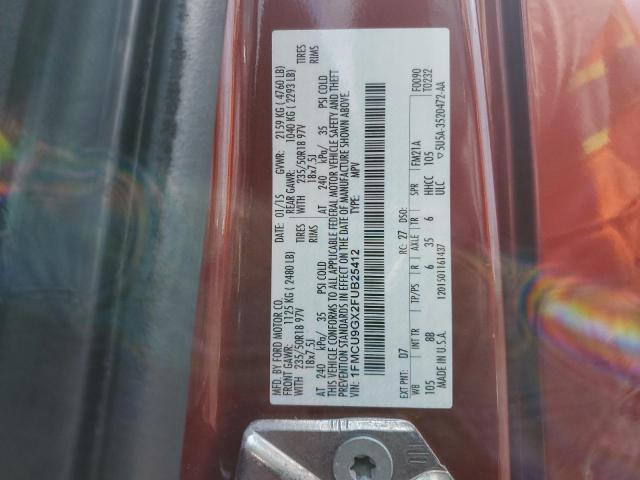 MFD. BY FORD MOTOR CO.
DATE: 01/15 GVWR: 2159 KG ( 4760 LB)
FRONT GAWR: 1125 KG ( 2480 LB) REAR GAWR: 1040 KG ( 2293 LB)
WITH 235/50R18 97V TIRES WITH 235/50R18 97V TIRES
18x7.5J RIMS 18x7.5J RIMS
AT 240 kPa/ 35 PSI COLD AT 240 kPa/ 35 PSI COLD
THIS VEHICLE CONFORMS TO ALL APPLICABLE FEDERAL MOTOR VEHICLE SAFETY AND THEFT
PREVENTION STANDARDS IN EFFECT ON THE DATE OF MANUFACTURE SHOWN ABOVE.
VIN: 1FMCU9GX2FUB25412 TYPE: MPV
F0090
T0232
EXT PNT: D7 RC: 27 DSO:
WB INT TR TP/PS R AXLE TR SPR FM21A
105 8B 6 35 6 HHCC 105
MADE IN U.S.A. 1201501161437 ULC 5U5A-3520472-AA